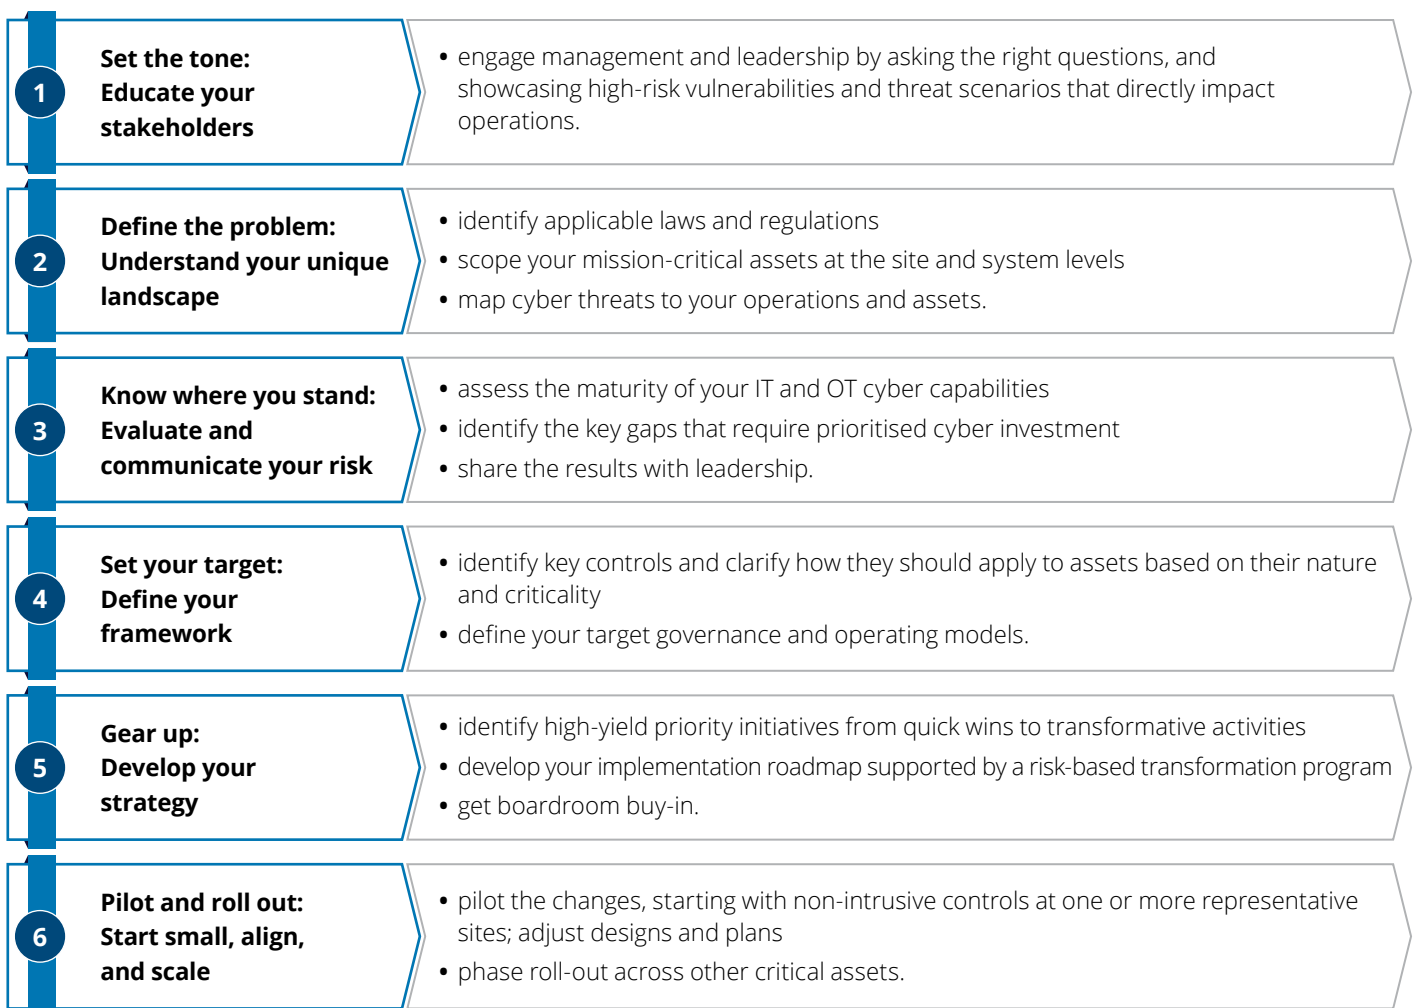 1
Set the tone:
Educate your
stakeholders
• engage management and leadership by asking the right questions, and
showcasing high-risk vulnerabilities and threat scenarios that directly impact
operations.
2
Define the problem:
Understand your unique
landscape
• identify applicable laws and regulations
• scope your mission-critical assets at the site and system levels
• map cyber threats to your operations and assets.
3
Know where you stand:
Evaluate and
communicate your risk
• assess the maturity of your IT and OT cyber capabilities
• identify the key gaps that require prioritised cyber investment
• share the results with leadership.
4
Set your target:
Define your
framework
• identify key controls and clarify how they should apply to assets based on their nature
and criticality
• define your target governance and operating models.
5
Gear up:
Develop your
strategy
• identify high-yield priority initiatives from quick wins to transformative activities
• develop your implementation roadmap supported by a risk-based transformation program
• get boardroom buy-in.
6
Pilot and roll out:
Start small, align,
and scale
• pilot the changes, starting with non-intrusive controls at one or more representative
sites; adjust designs and plans
• phase roll-out across other critical assets.